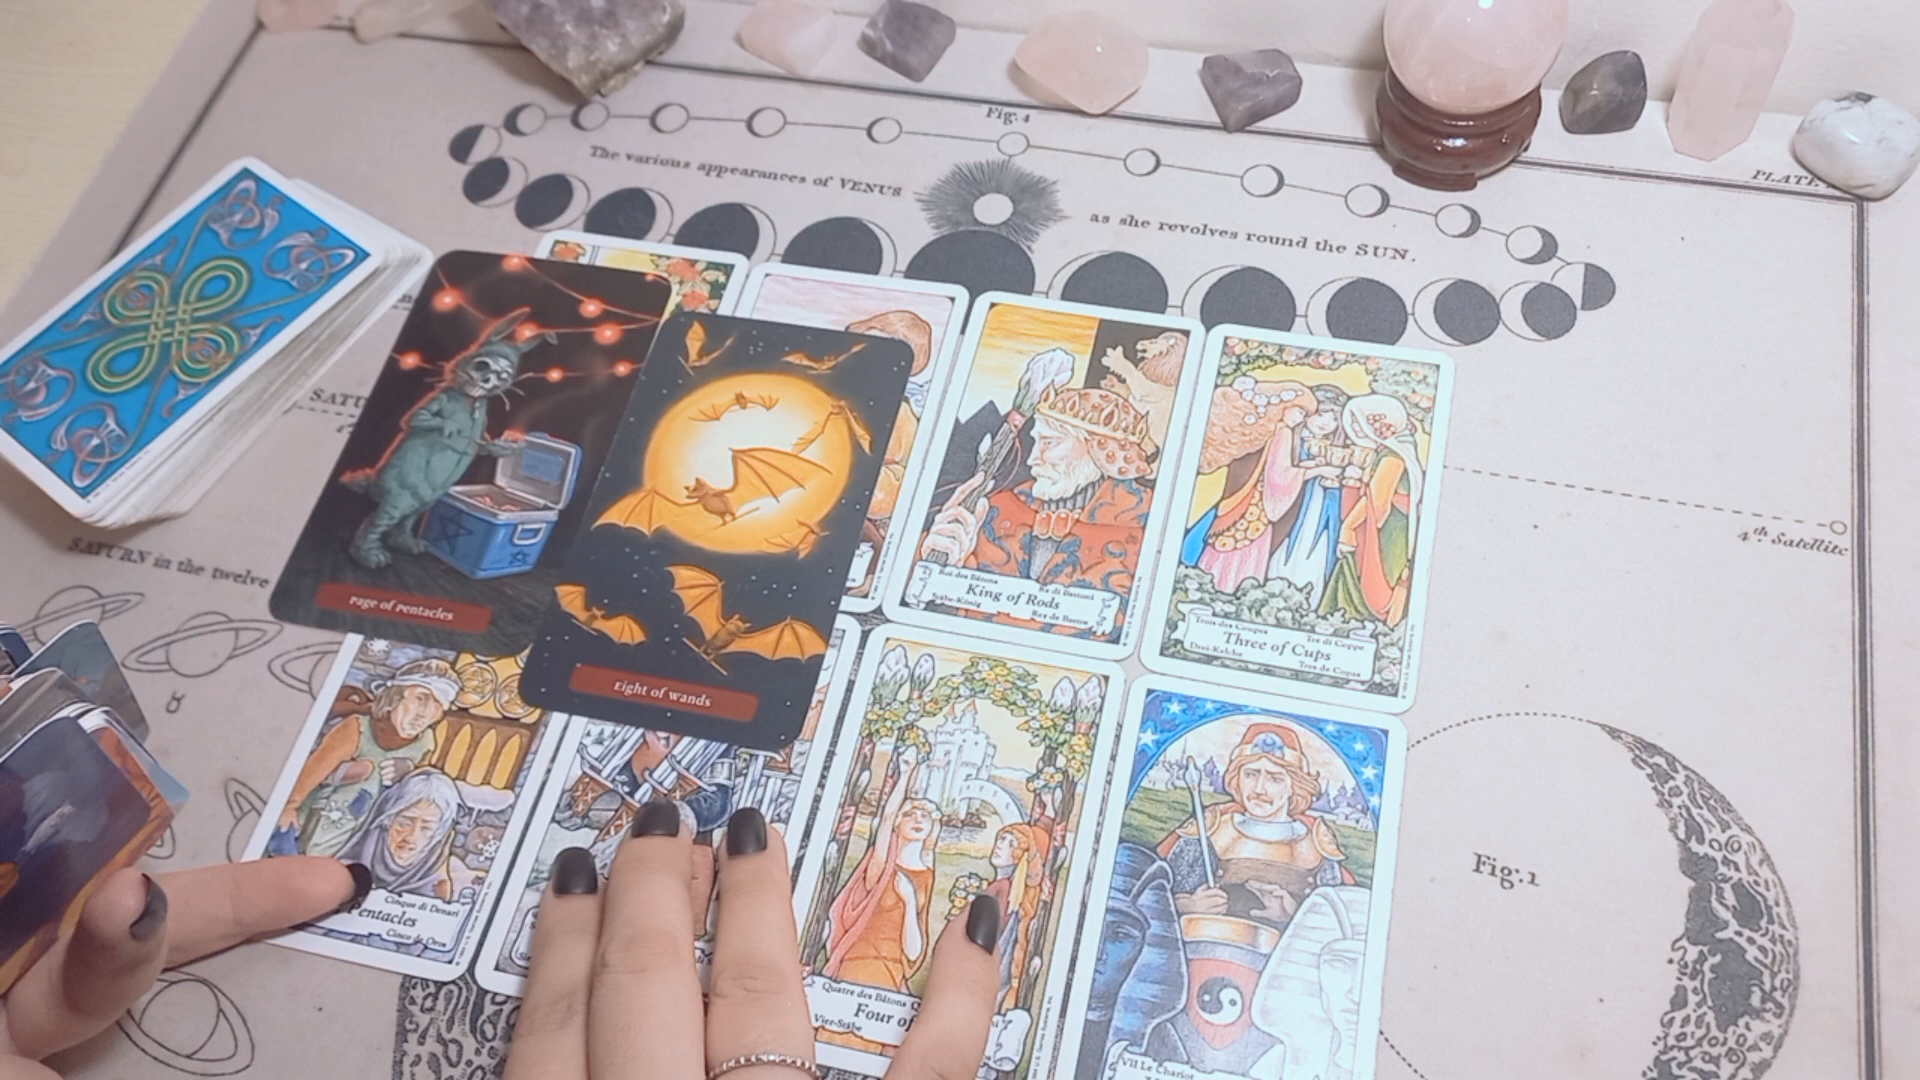 Fig: 4
The various appearances of VENUS
as she revolves round the SUN.
PLATE
SATURN in the twelve
4.th Satellite
Fig:1
Page of Pentacles
Eight of wands
Roi des Bâtons
Re di Bastoni
King of Rods
Stäbe-König
Rey de Bastos
Trois des Coupes
Tre di Coppe
Three of Cups
Drei-Kelche
Tres de Copas
Cinque di Denari
Pentacles
Cinco de Oros
Quatre des Bâtons
Four of
Vier-Stäbe
VII Le Chariot